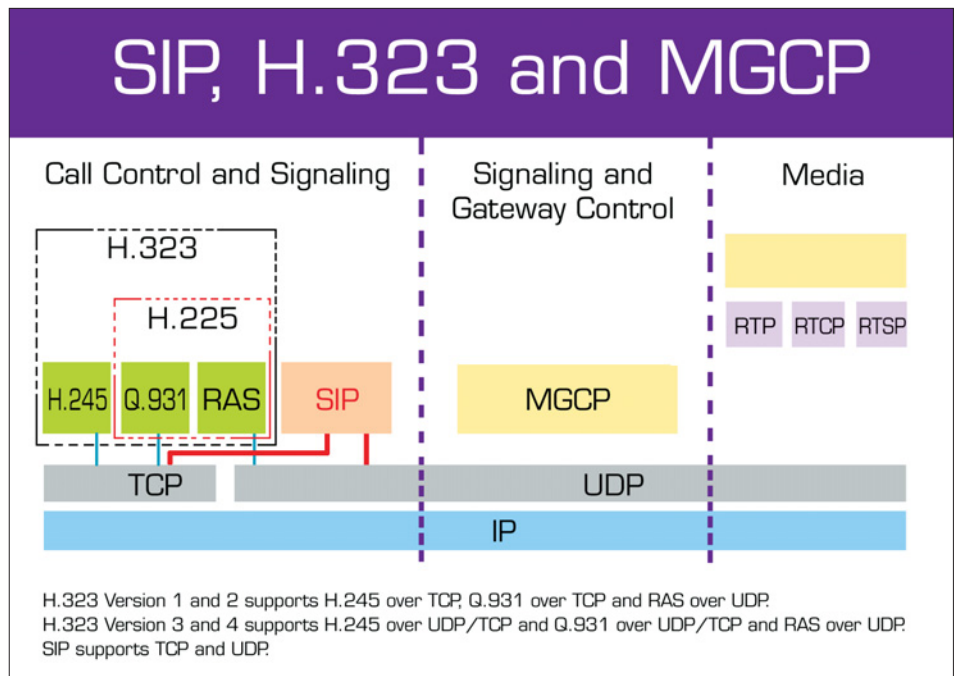 SIP, H.323 and MGCP
Call Control and Signaling
Signaling and
Gateway Control
Media
H.323
H.225
RTP
RTCP
RTSP
H.245
Q.931
RAS
SIP
MGCP
TCP
UDP
IP
H.323 Version 1 and 2 supports H.245 over TCP, Q.931 over TCP and RAS over UDP.
H.323 Version 3 and 4 supports H.245 over UDP/TCP and Q.931 over UDP/TCP and RAS over UDP.
SIP supports TCP and UDP.